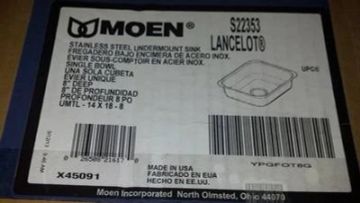 MOEN
S22353
LANCELOT®
STAINLESS STEEL UNDERMOUNT SINK
FREGADERO BAJO ENCIMERA DE ACERO INOX.
EVIER SOUS-COMPTOIR EN ACIER INOX.
SINGLE BOWL
UNA SOLA CUBETA
EVIER UNIQUE
8" DEEP
8" DE PROFUNDIDAD
PROFONDEUR 8 PO
UMTL - 14 X 18 - 8
UPC®
X45091
MADE IN USA
FABRICADO EN EUA
HECHO EN EE.UU.
Moen Incorporated North Olmsted, Ohio 44070